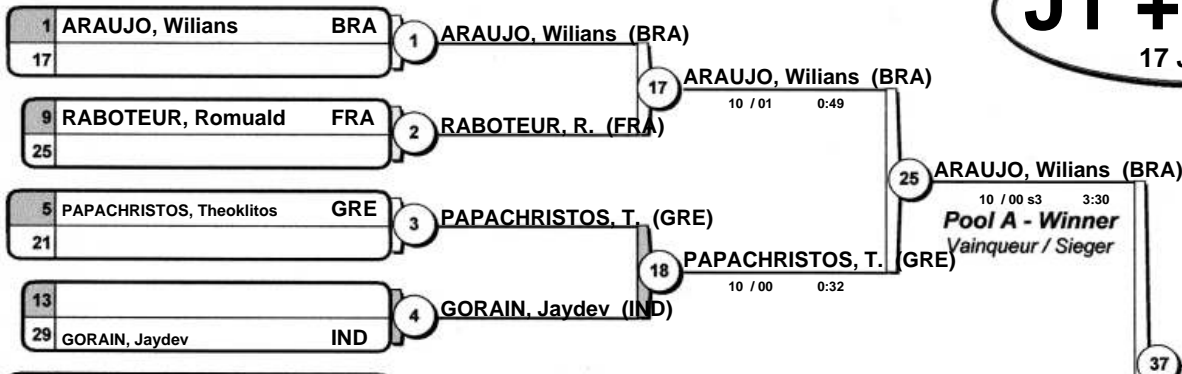 1 ARAUJO, Wilians BRA
17
1
ARAUJO, Wilians (BRA)
9 RABOTEUR, Romuald FRA
25
2
RABOTEUR, R. (FRA)
17
ARAUJO, Wilians (BRA)
10 / 01 0:49
5 PAPACHRISTOS, Theoklitos GRE
21
3
PAPACHRISTOS, T. (GRE)
13
29 GORAIN, Jaydev IND
4
GORAIN, Jaydev (IND)
18
PAPACHRISTOS, T. (GRE)
10 / 00 0:32
25
ARAUJO, Wilians (BRA)
10 / 00 s3 3:30
Pool A - Winner
Vainqueur / Sieger
37
J1 +
17 J